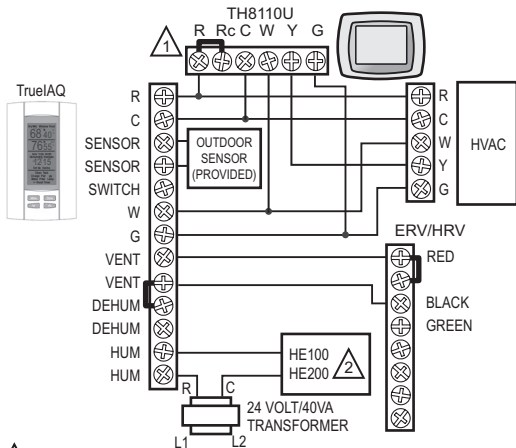 TH8110U
1
R Rc C W Y G
TrueIAQ
R
C
SENSOR
SENSOR
SWITCH
W
G
VENT
VENT
DEHUM
DEHUM
HUM
HUM
OUTDOOR
SENSOR
(PROVIDED)
R
C
W
Y
G
HVAC
ERV/HRV
RED
BLACK
GREEN
HE100
HE200
2
R C
24 VOLT/40VA
TRANSFORMER
L1 L2